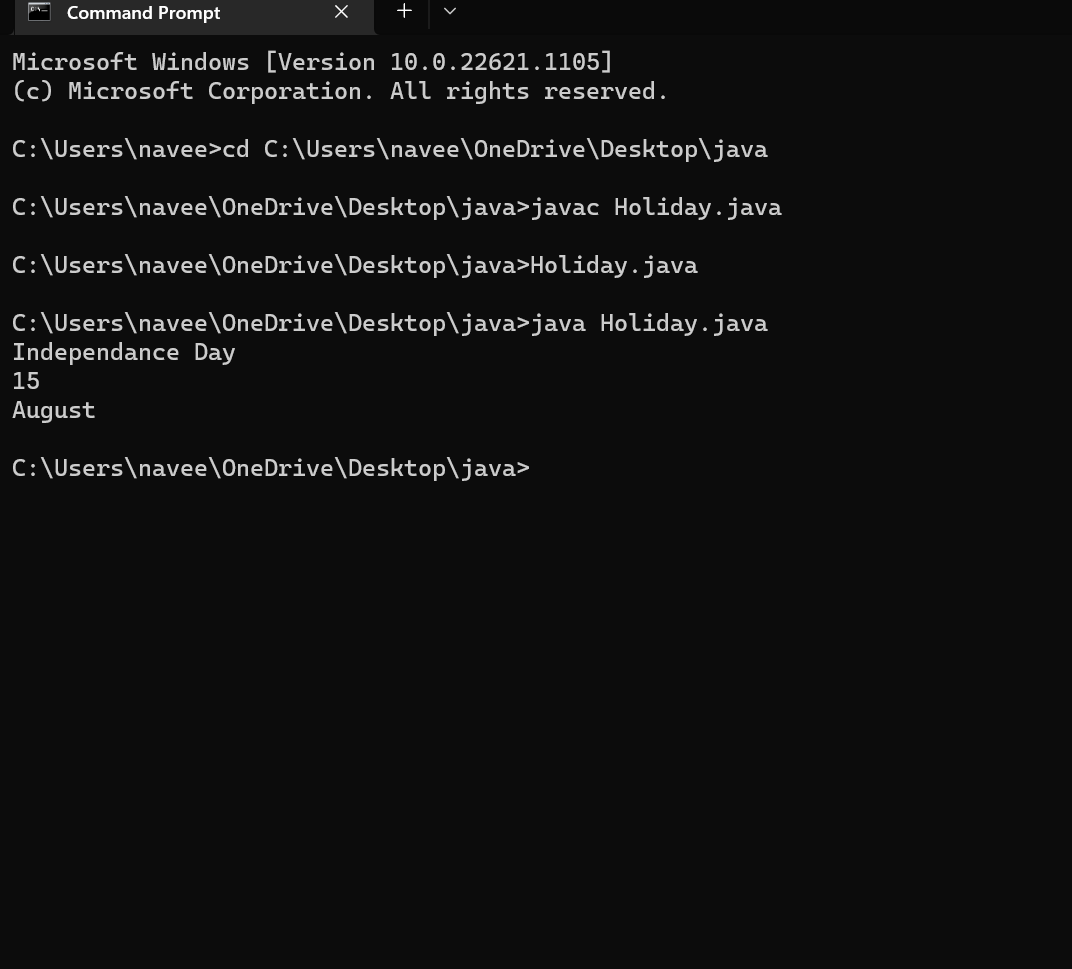 Command Prompt
Microsoft Windows [Version 10.0.22621.1105]
(c) Microsoft Corporation. All rights reserved.
C:\Users\navee>cd C:\Users\navee\OneDrive\Desktop\java
C:\Users\navee\OneDrive\Desktop\java>javac Holiday.java
C:\Users\navee\OneDrive\Desktop\java>Holiday.java
C:\Users\navee\OneDrive\Desktop\java>java Holiday.java
Independance Day
15
August
C:\Users\navee\OneDrive\Desktop\java>